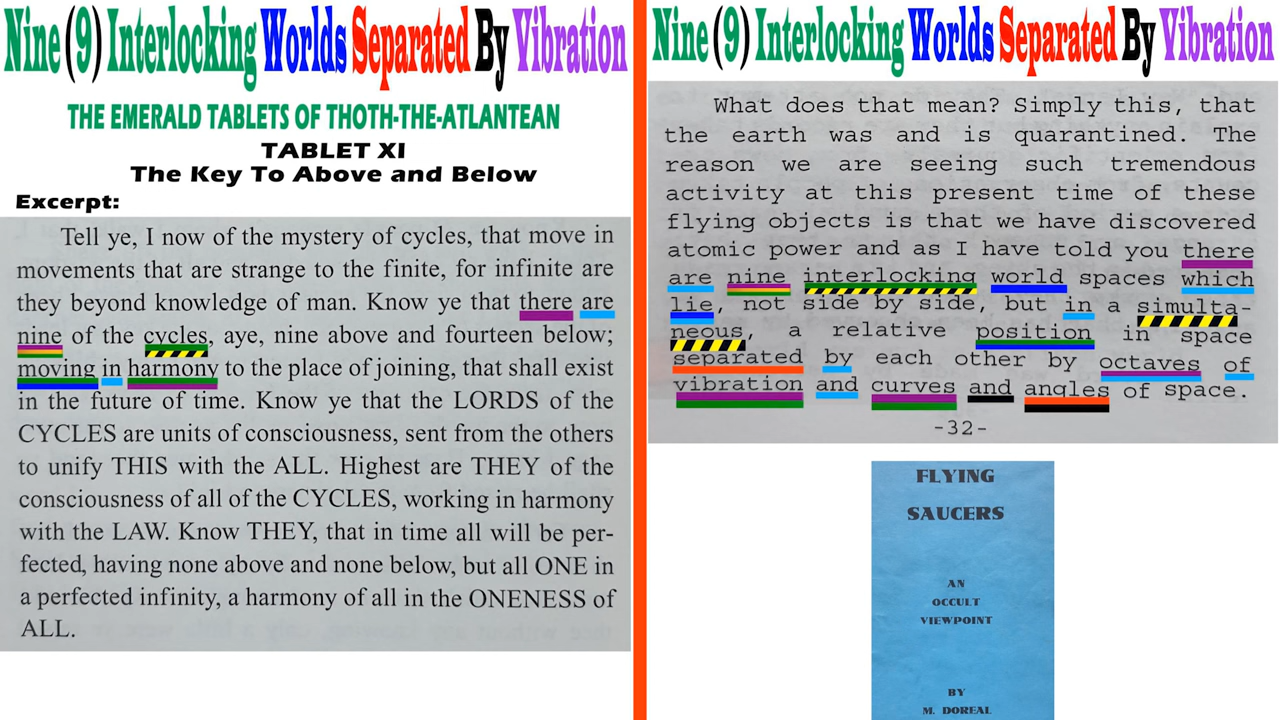 Nine (9) Interlocking Worlds Separated By Vibration
THE EMERALD TABLETS OF THOTH-THE-ATLANTEAN
TABLET XI
The Key To Above and Below
Excerpt:
Tell ye, I now of the mystery of cycles, that move in
movements that are strange to the finite, for infinite are
they beyond knowledge of man. Know ye that there are
nine of the cycles, aye, nine above and fourteen below;
moving in harmony to the place of joining, that shall exist
in the future of time. Know ye that the LORDS of the
CYCLES are units of consciousness, sent from the others
to unify THIS with the ALL. Highest are THEY of the
consciousness of all of the CYCLES, working in harmony
with the LAW. Know THEY, that in time all will be per-
fected, having none above and none below, but all ONE in
a perfected infinity, a harmony of all in the ONENESS of
ALL.
Nine (9) Interlocking Worlds Separated By Vibration
What does that mean? Simply this, that
the earth was and is quarantined. The
reason we are seeing such tremendous
activity at this present time of these
flying objects is that we have discovered
atomic power and as I have told you there
are nine interlocking world spaces which
lie, not side by side, but in a simulta-
neous, a relative position in space
separated by each other by octaves of
vibration and curves and angles of space.
-32-
FLYING
SAUCERS
AN
OCCULT
VIEWPOINT
BY
M. DOREAL